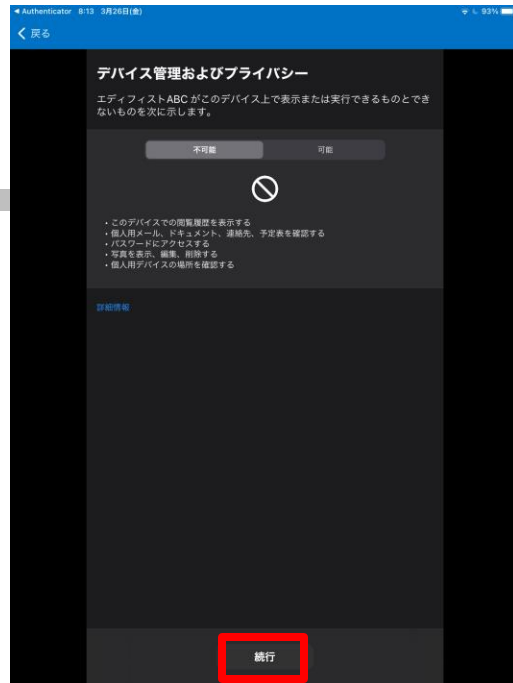 ◀ Authenticator 8:13 3月26日(金) 93%
戻る
デバイス管理およびプライバシー
エディフィストABC がこのデバイス上で表示または実行できるものとでき
ないものを次に示します。
不可能 可能
・このデバイスでの閲覧履歴を表示する
・個人用メール、ドキュメント、連絡先、予定表を確認する
・パスワードにアクセスする
・写真を表示、編集、削除する
・個人用デバイスの場所を確認する
詳細情報
続行